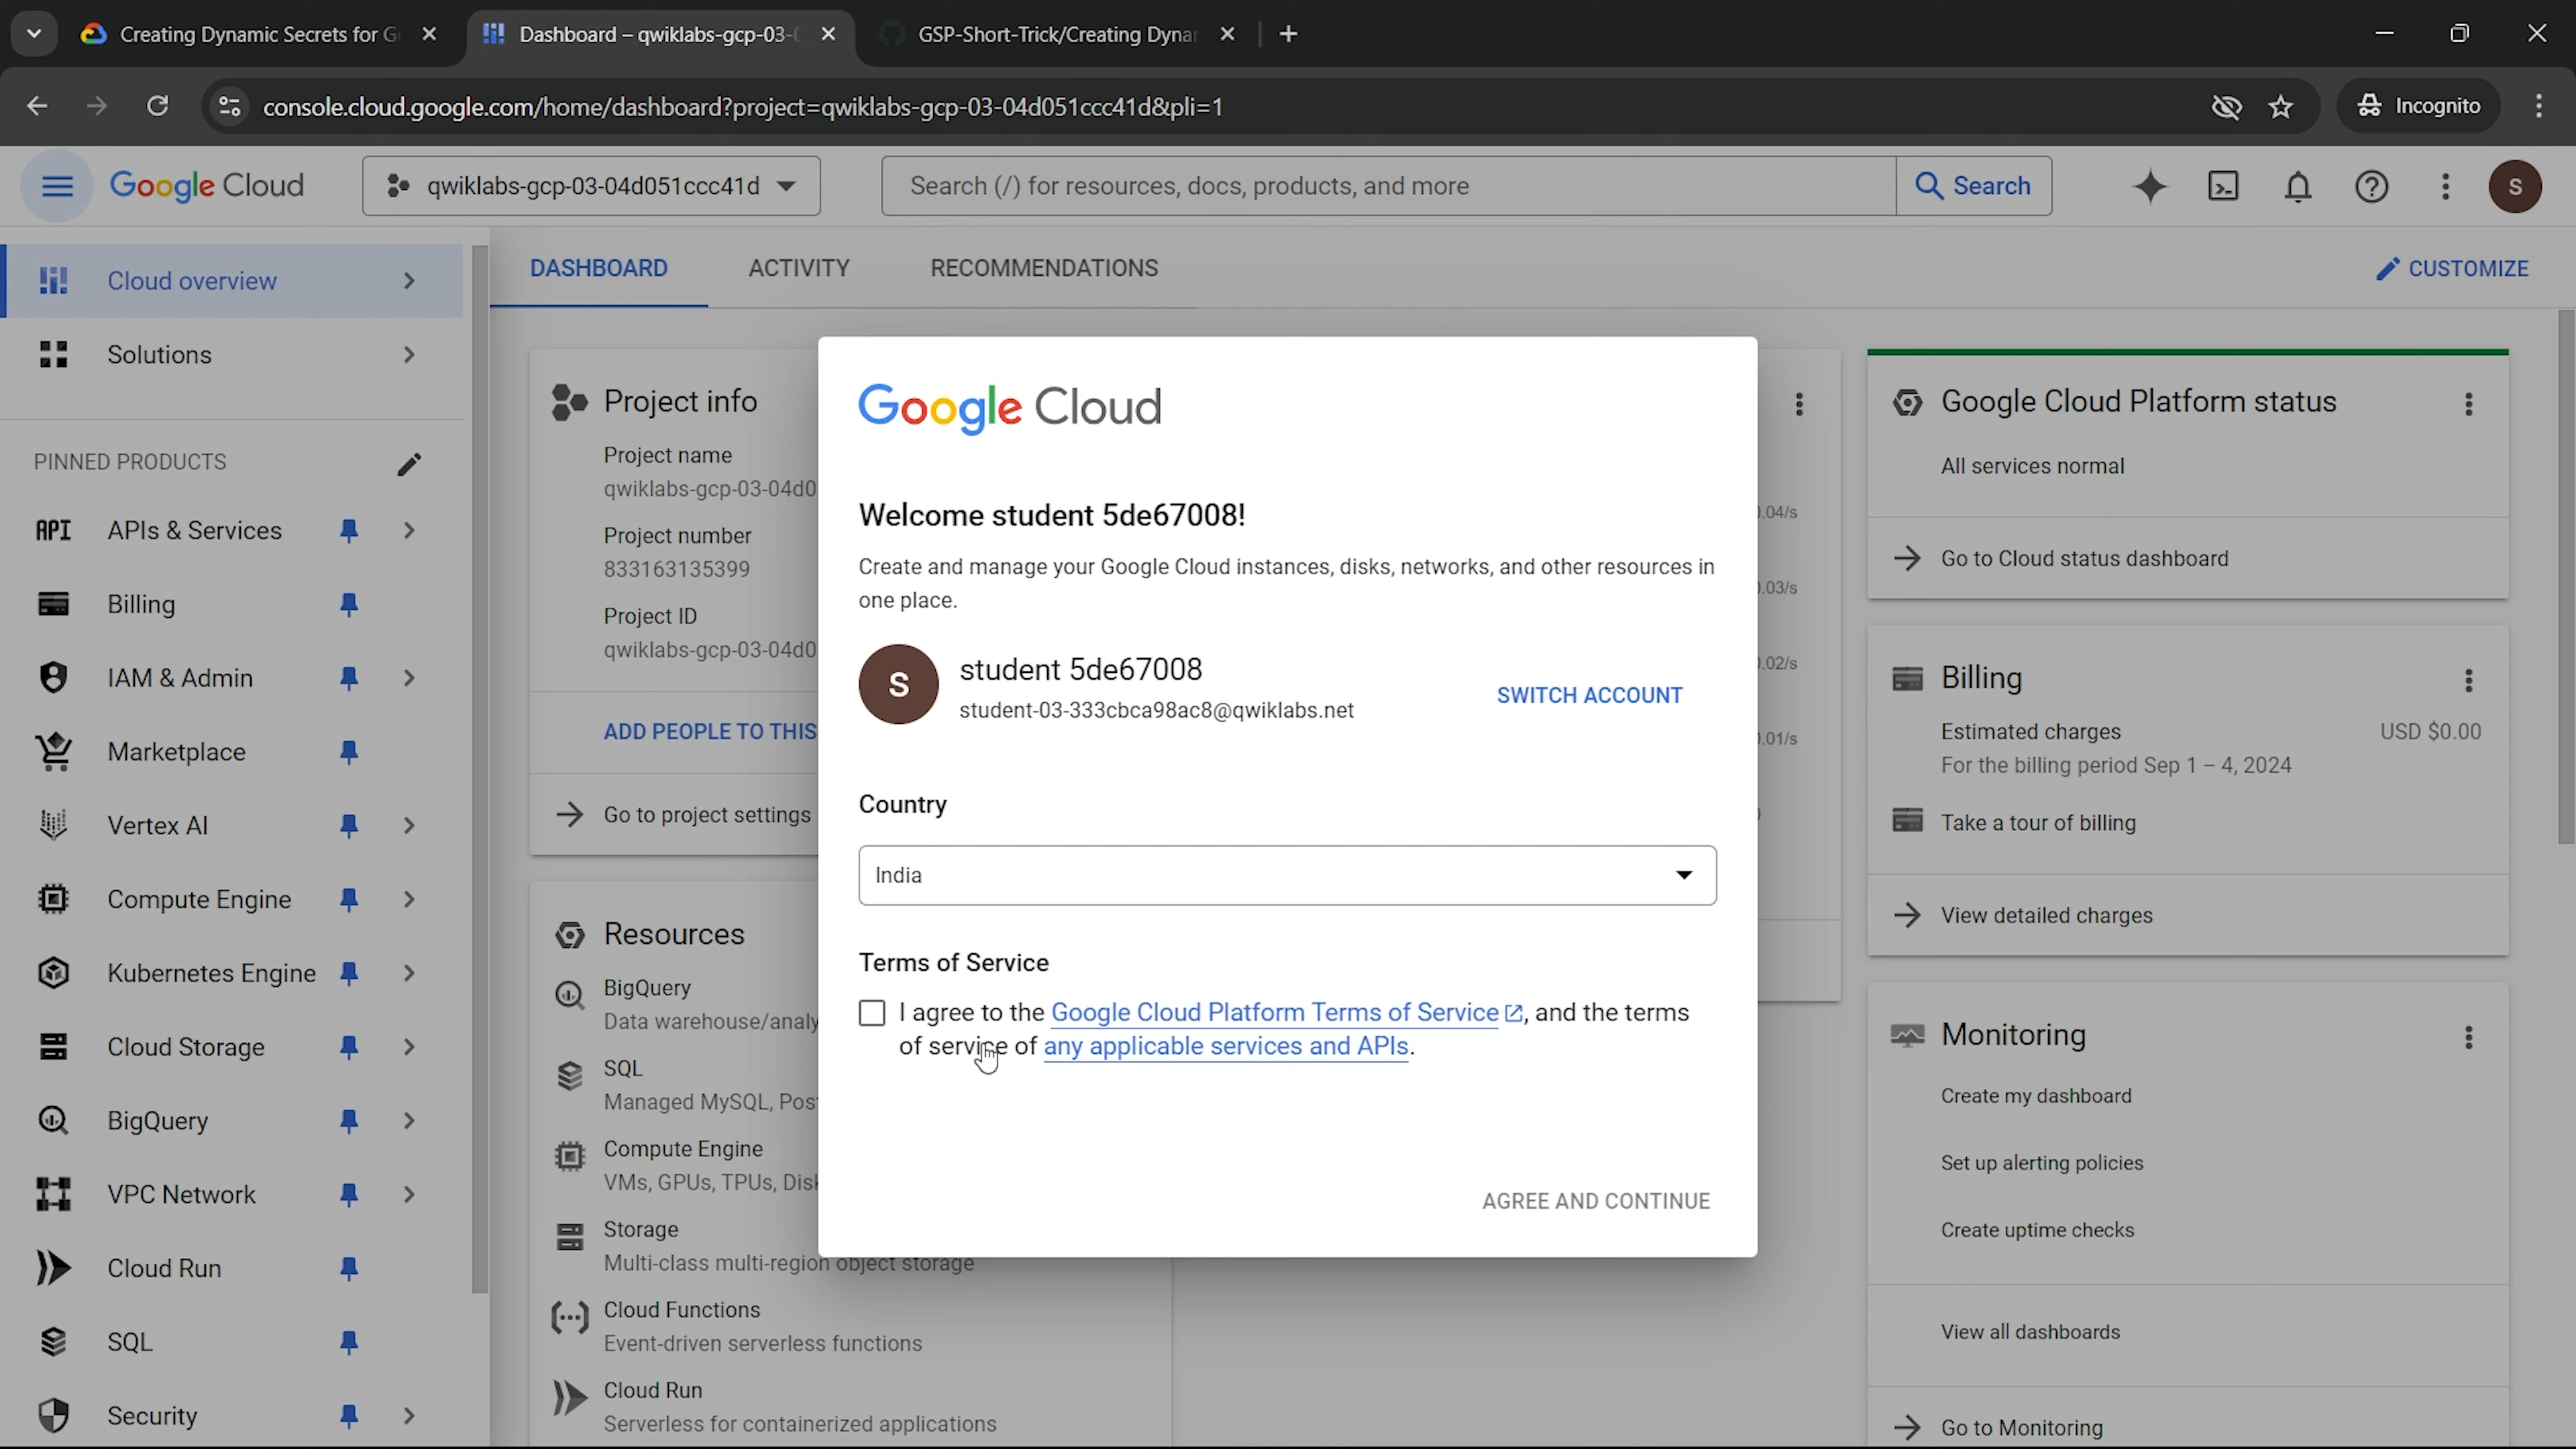 Creating Dynamic Secrets for G
Dashboard – qwiklabs-gcp-03-
GSP-Short-Trick/Creating Dynar
console.cloud.google.com/home/dashboard?project=qwiklabs-gcp-03-04d051ccc41d&pli=1
Incognito
Google Cloud
qwiklabs-gcp-03-04d051ccc41d
Search (/) for resources, docs, products, and more
Search
S
Cloud overview
Solutions
PINNED PRODUCTS
API APIs & Services
Billing
IAM & Admin
Marketplace
Vertex AI
Compute Engine
Kubernetes Engine
Cloud Storage
BigQuery
VPC Network
Cloud Run
SQL
Security
DASHBOARD
ACTIVITY
RECOMMENDATIONS
CUSTOMIZE
Project info
Project name
qwiklabs-gcp-03-04d0
Project number
833163135399
Project ID
qwiklabs-gcp-03-04d0
ADD PEOPLE TO THIS
Go to project settings
Resources
BigQuery
Data warehouse/analy
SQL
Managed MySQL, Pos
Compute Engine
VMs, GPUs, TPUs, Disk
Storage
Multi-class multi-region object storage
Cloud Functions
Event-driven serverless functions
Cloud Run
Serverless for containerized applications
Google Cloud
Welcome student 5de67008!
Create and manage your Google Cloud instances, disks, networks, and other resources in
one place.
S
student 5de67008
student-03-333cbca98ac8@qwiklabs.net
SWITCH ACCOUNT
Country
India
Terms of Service
I agree to the Google Cloud Platform Terms of Service, and the terms
of service of any applicable services and APIs.
AGREE AND CONTINUE
0.04/s
0.03/s
0.02/s
0.01/s
Google Cloud Platform status
All services normal
Go to Cloud status dashboard
Billing
Estimated charges
USD $0.00
For the billing period Sep 1 – 4, 2024
Take a tour of billing
View detailed charges
Monitoring
Create my dashboard
Set up alerting policies
Create uptime checks
View all dashboards
Go to Monitoring